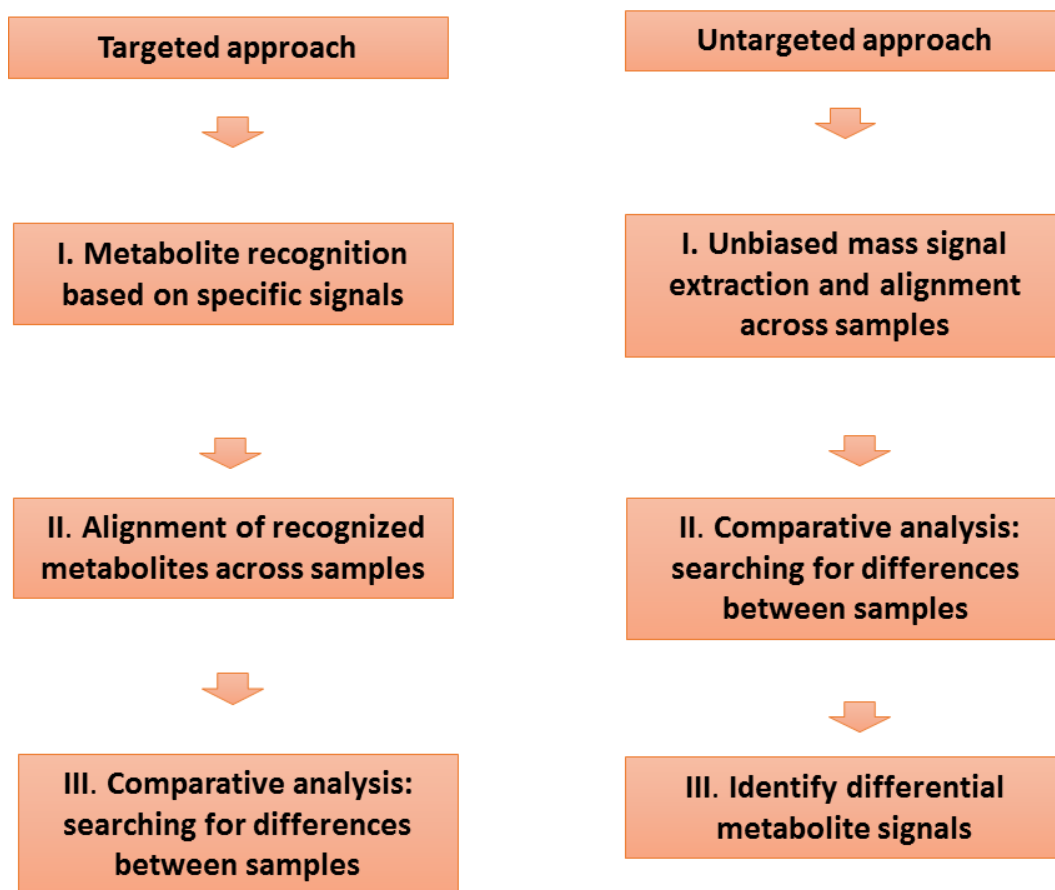 Targeted approach
I. Metabolite recognition
based on specific signals
II. Alignment of recognized
metabolites across samples
III. Comparative analysis:
searching for differences
between samples
Untargeted approach
I. Unbiased mass signal
extraction and alignment
across samples
II. Comparative analysis:
searching for differences
between samples
III. Identify differential
metabolite signals